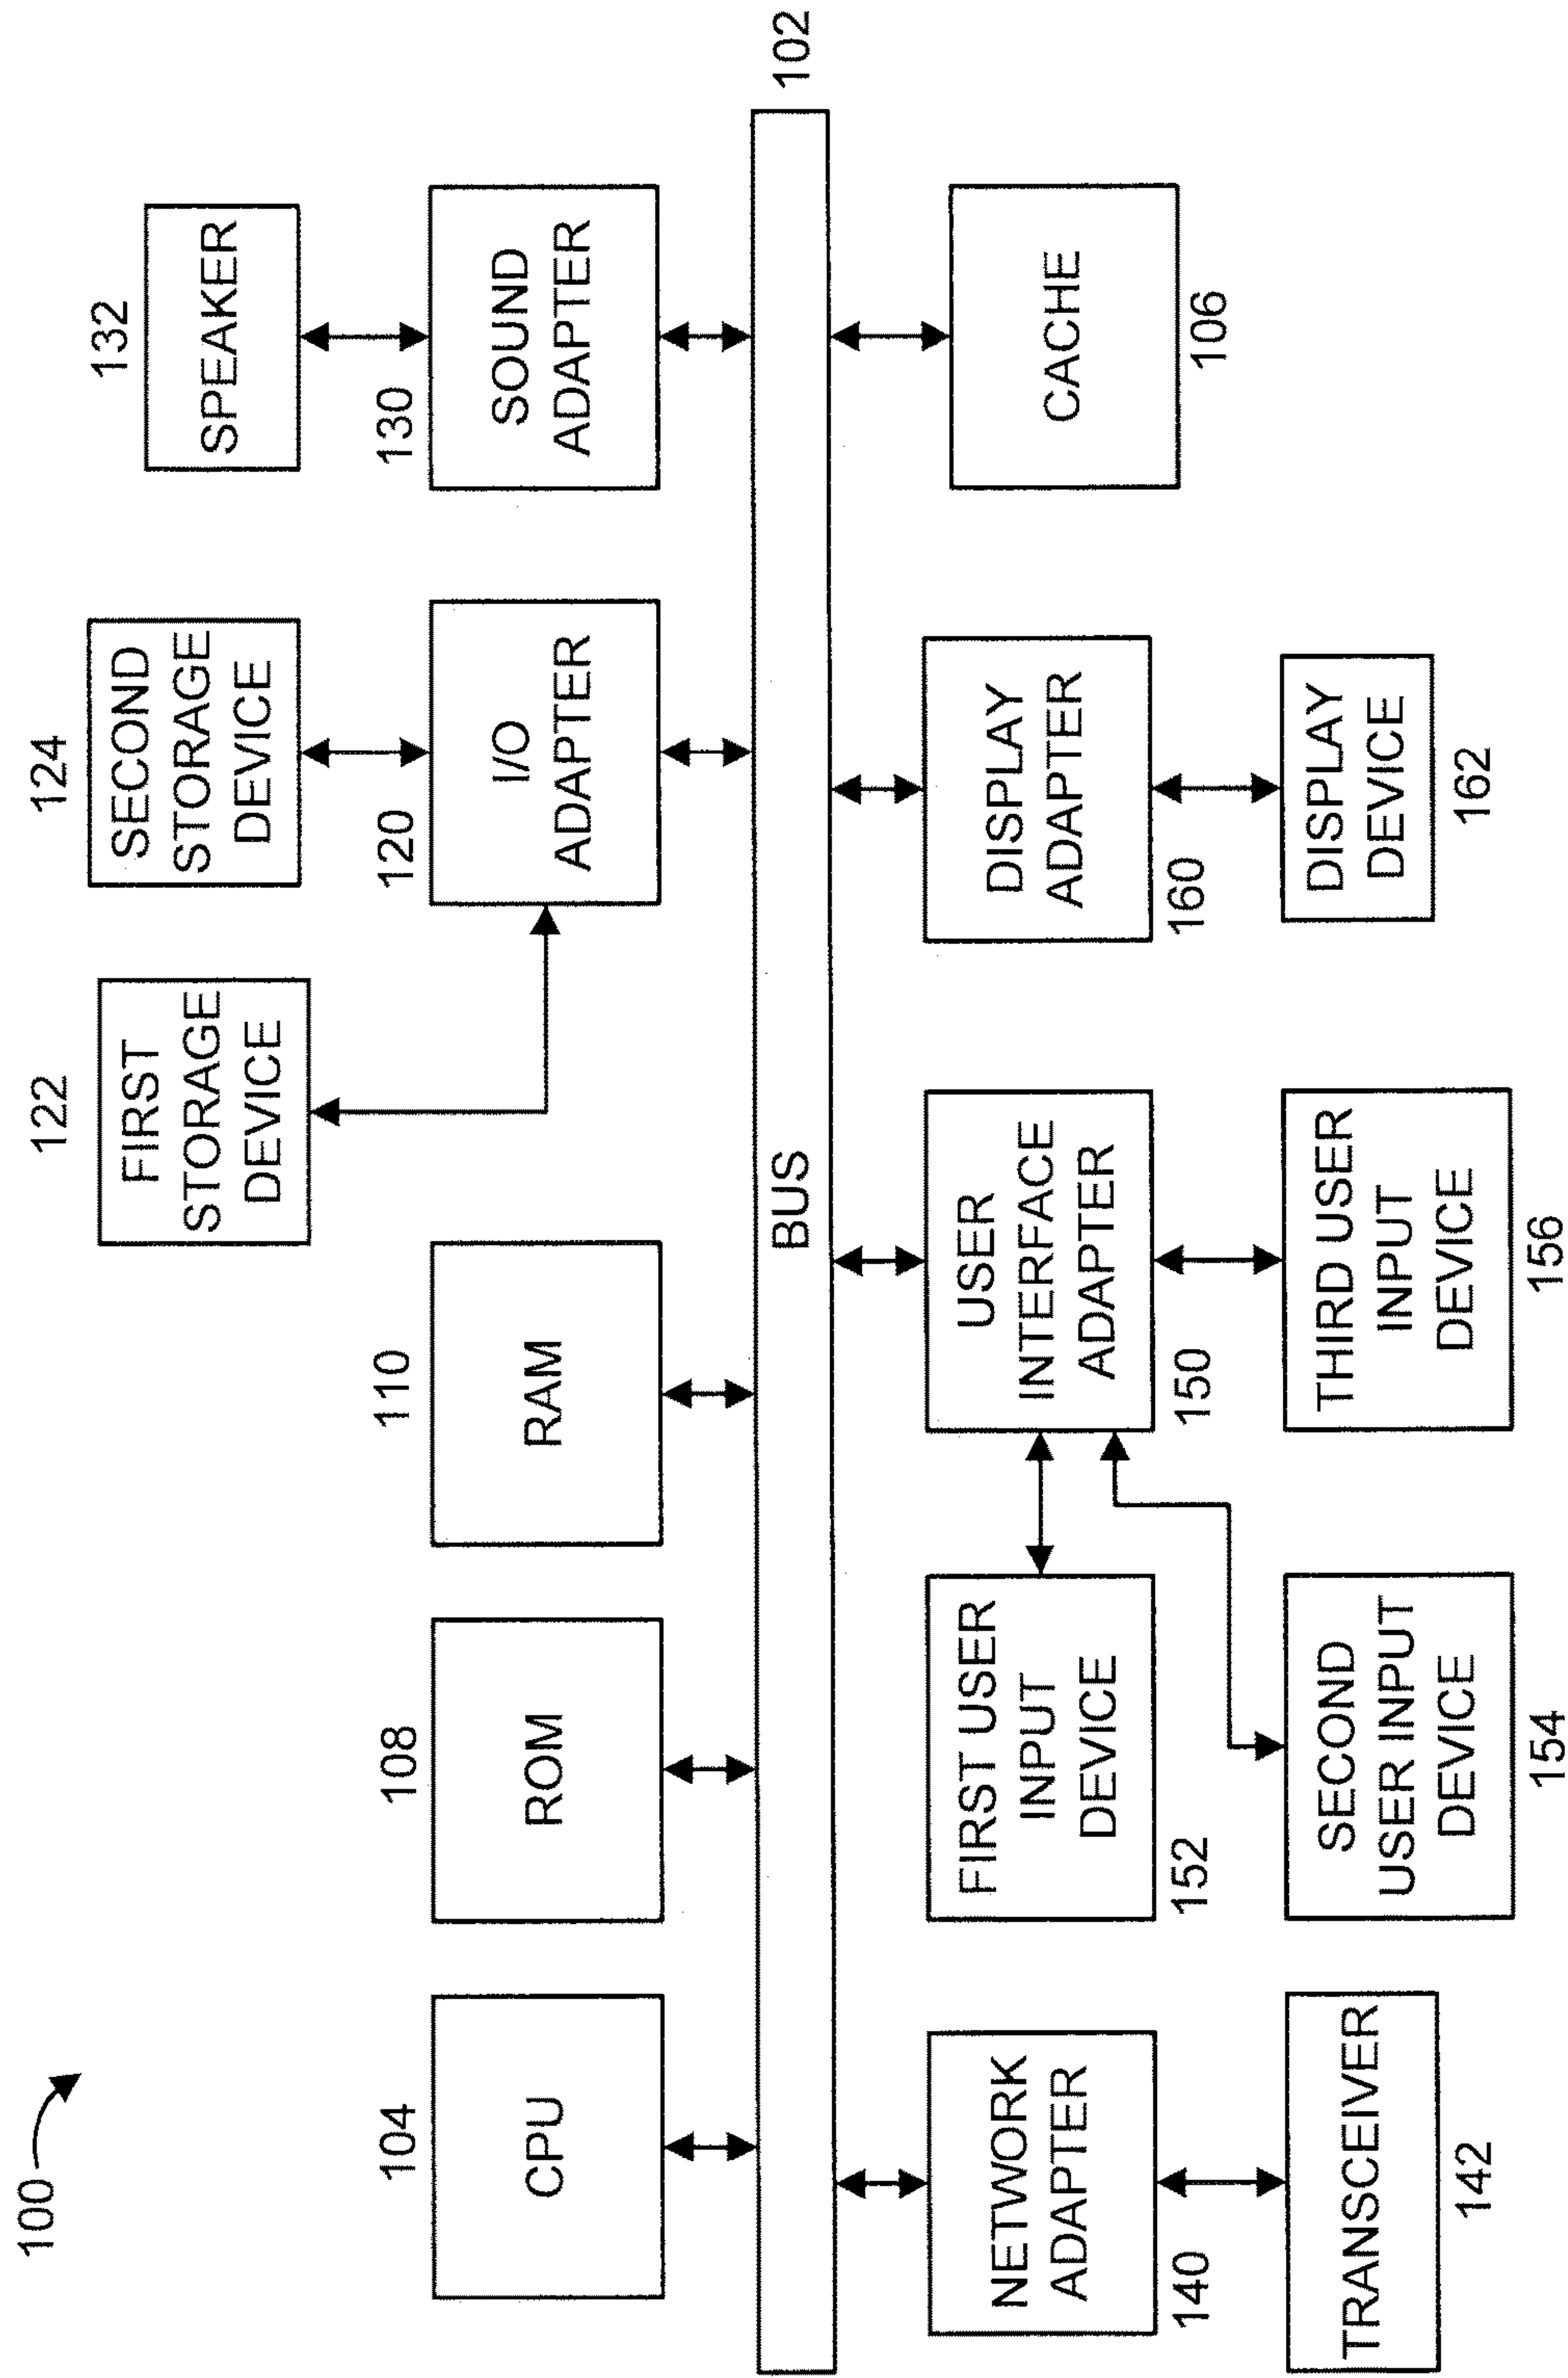 100
122
FIRST
STORAGE
DEVICE
124
SECOND
STORAGE
DEVICE
132
SPEAKER
104
CPU
108
ROM
110
RAM
120
I/O
ADAPTER
130
SOUND
ADAPTER
BUS
102
NETWORK
ADAPTER
140
TRANSCEIVER
142
FIRST USER
INPUT
DEVICE
152
SECOND
USER INPUT
DEVICE
154
USER
INTERFACE
ADAPTER
150
THIRD USER
INPUT
DEVICE
156
DISPLAY
ADAPTER
160
DISPLAY
DEVICE
162
CACHE
106